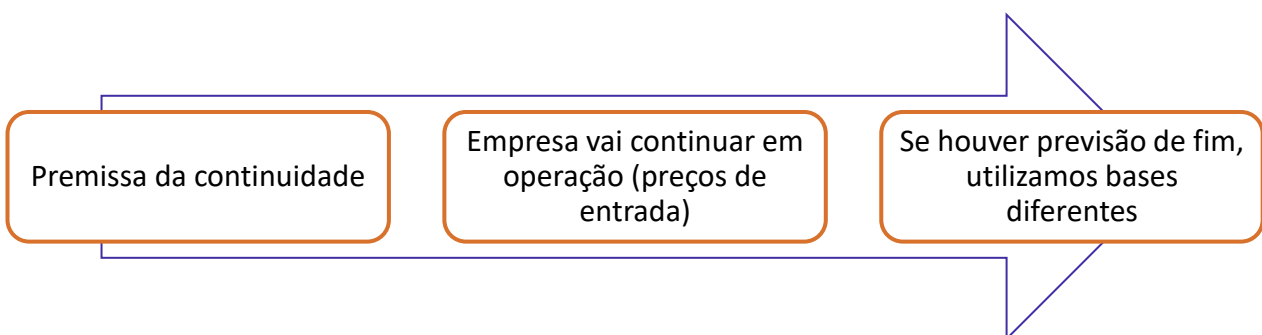 Premissa da continuidade
Empresa vai continuar em
operação (preços de
entrada)
Se houver previsão de fim,
utilizamos bases
diferentes